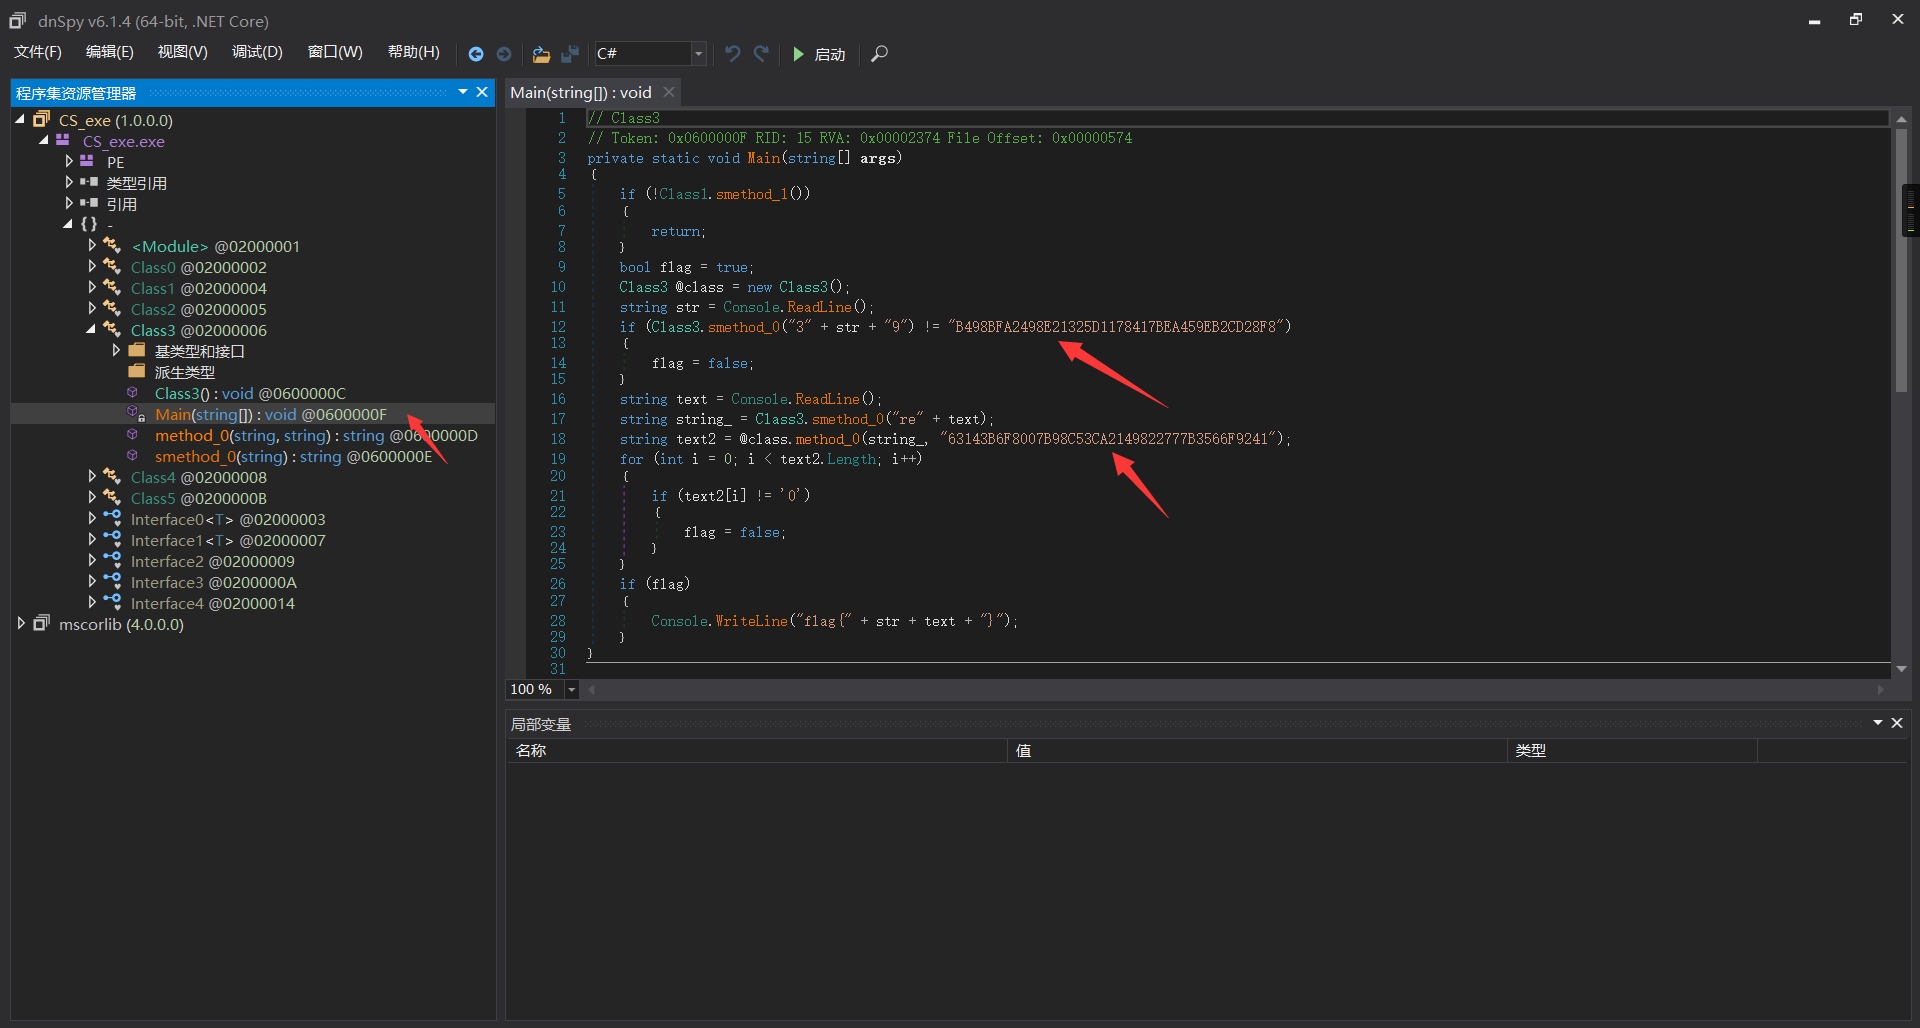 dnSpy v6.1.4 (64-bit, .NET Core)
文件(F) 编辑(E) 视图(V) 调试(D) 窗口(W) 帮助(H) C# 启动
程序集资源管理器
CS_exe (1.0.0.0)
CS_exe.exe
PE
类型引用
引用
{ } -
<Module> @02000001
Class0 @02000002
Class1 @02000004
Class2 @02000005
Class3 @02000006
基类型和接口
派生类型
Class3() : void @0600000C
Main(string[]) : void @0600000F
method_0(string, string) : string @0600000D
smethod_0(string) : string @0600000E
Class4 @02000008
Class5 @0200000B
Interface0<T> @02000003
Interface1<T> @02000007
Interface2 @02000009
Interface3 @0200000A
Interface4 @02000014
mscorlib (4.0.0.0)
Main(string[]) : void
1 // Class3
2 // Token: 0x0600000F RID: 15 RVA: 0x00002374 File Offset: 0x00000574
3 private static void Main(string[] args)
4 {
5 if (!Class1.smethod_1())
6 {
7 return;
8 }
9 bool flag = true;
10 Class3 @class = new Class3();
11 string str = Console.ReadLine();
12 if (Class3.smethod_0("3" + str + "9") != "B498BFA2498E21325D1178417BEA459EB2CD28F8")
13 {
14 flag = false;
15 }
16 string text = Console.ReadLine();
17 string string_ = Class3.smethod_0("re" + text);
18 string text2 = @class.method_0(string_, "63143B6F8007B98C53CA2149822777B3566F9241");
19 for (int i = 0; i < text2.Length; i++)
20 {
21 if (text2[i] != '0')
22 {
23 flag = false;
24 }
25 }
26 if (flag)
27 {
28 Console.WriteLine("flag{" + str + text + "}");
29 }
30 }
31
100 %
局部变量
名称 值 类型